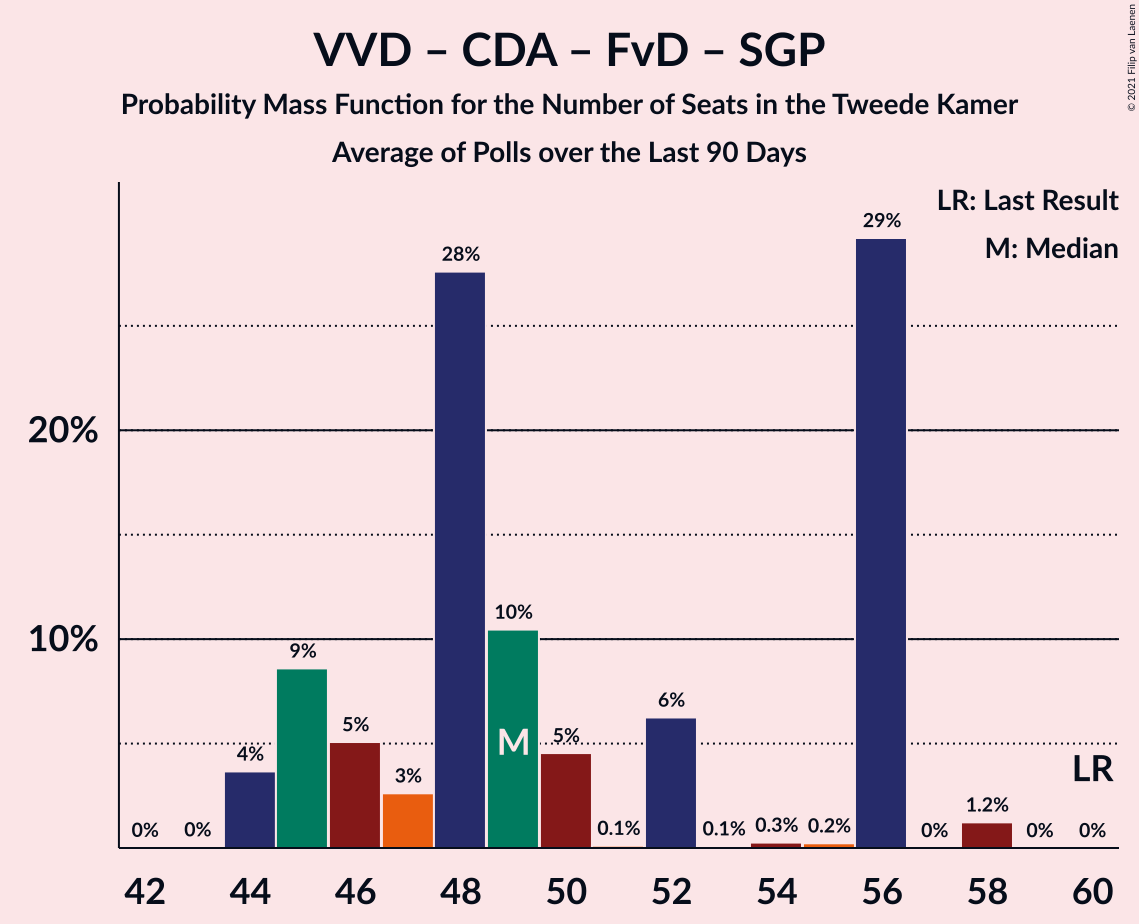 VVD – CDA – FvD – SGP
Probability Mass Function for the Number of Seats in the Tweede Kamer
Average of Polls over the Last 90 Days
© 2021 Filip van Laenen
LR: Last Result
M: Median
20%
10%
0%
0%
4%
9%
5%
3%
28%
10%
5%
0.1%
6%
0.1%
0.3%
0.2%
29%
0%
1.2%
0%
0%
M
LR
42 44 46 48 50 52 54 56 58 60